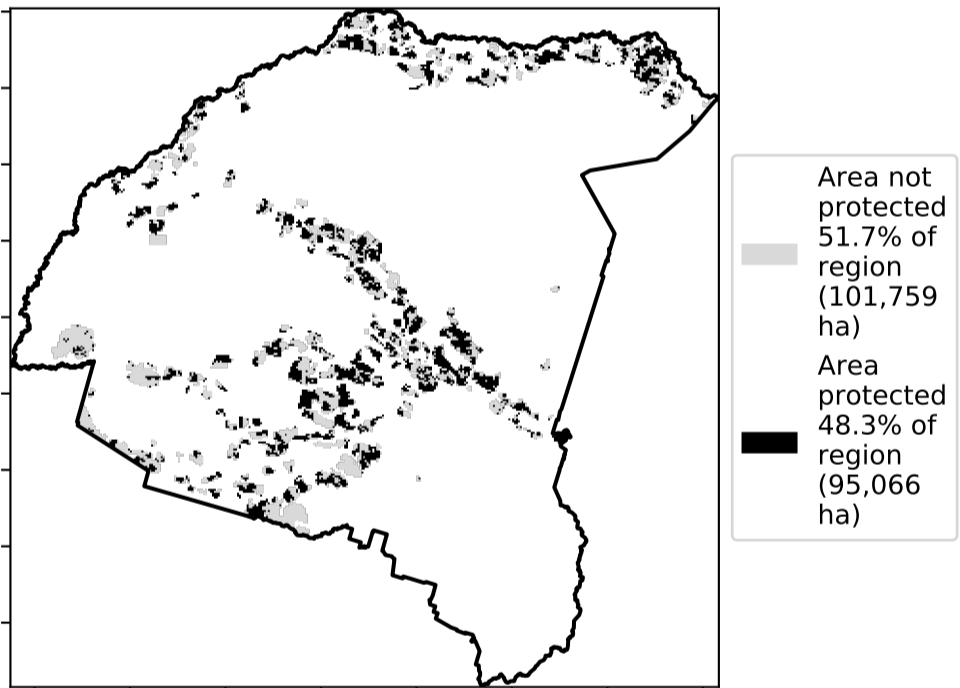 Area not
protected
51.7% of
region
(101,759
ha)
Area
protected
48.3% of
region
(95,066
ha)